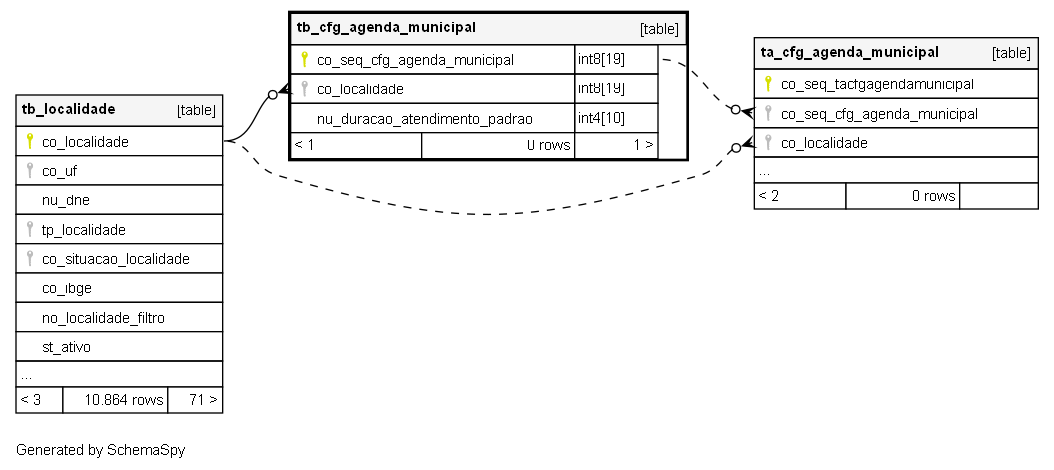 tb_cfg_agenda_municipal [table]
co_seq_cfg_agenda_municipal int8[19]
co_localidade int8[19]
nu_duracao_atendimento_padrao int4[10]
< 1 0 rows 1 >
ta_cfg_agenda_municipal [table]
co_seq_tacfgagendamunicipal
co_seq_cfg_agenda_municipal
co_localidade
...
< 2 0 rows
tb_localidade [table]
co_localidade
co_uf
nu_dne
tp_localidade
co_situacao_localidade
co_ibge
no_localidade_filtro
st_ativo
...
< 3 10.864 rows 71 >
Generated by SchemaSpy